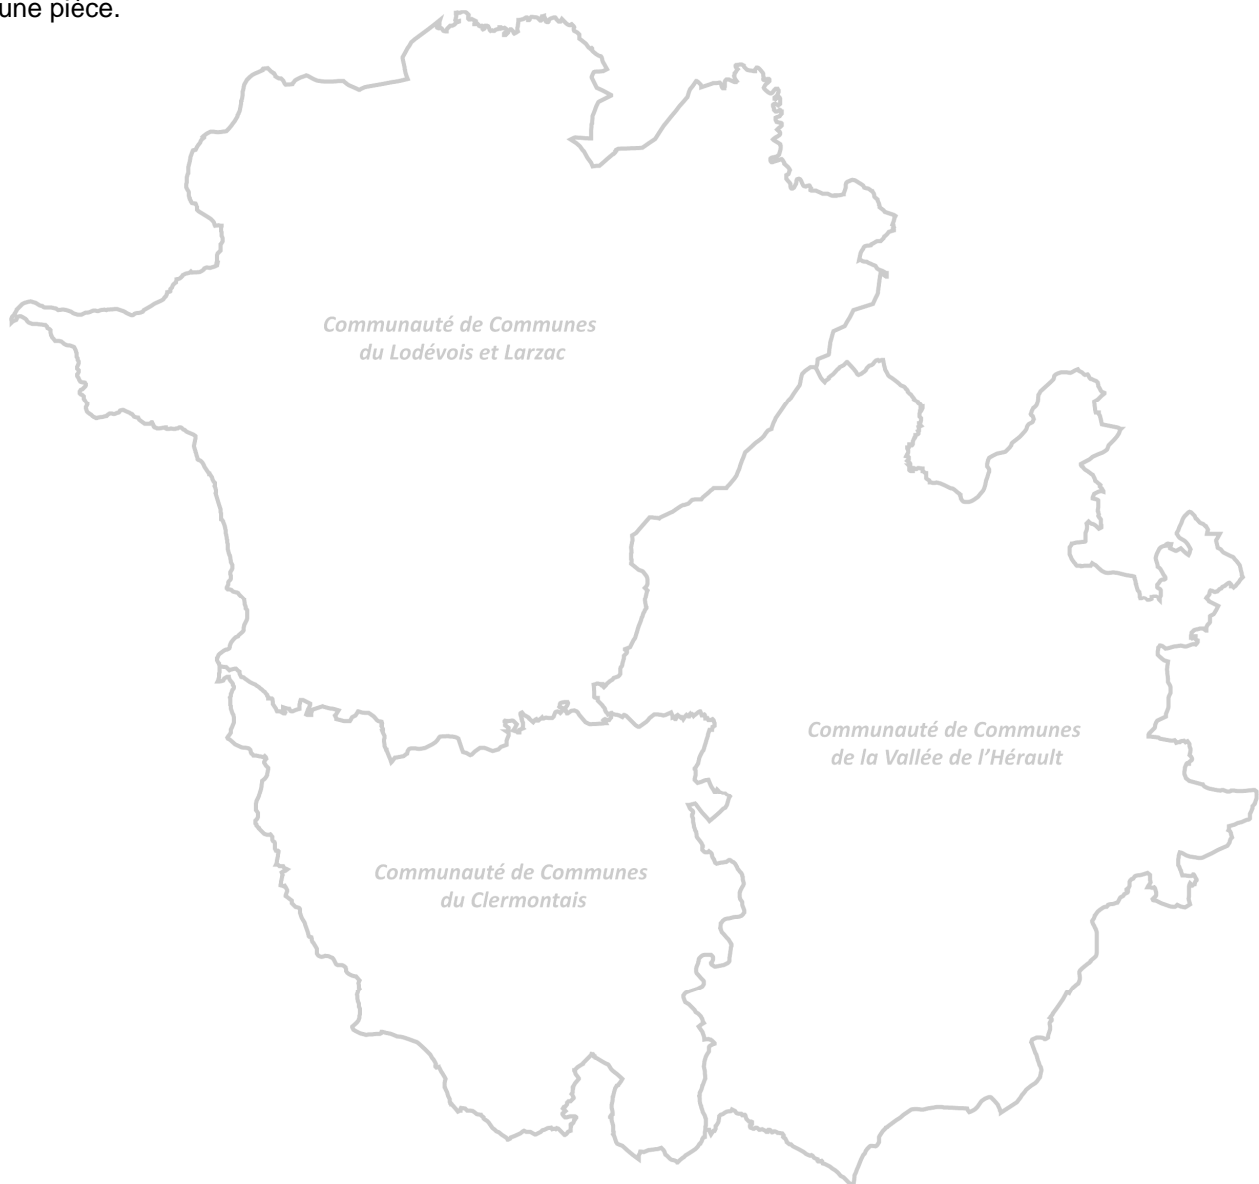 une pièce.
Communauté de Communes
du Lodévois et Larzac
Communauté de Communes
de la Vallée de l'Hérault
Communauté de Communes
du Clermontais